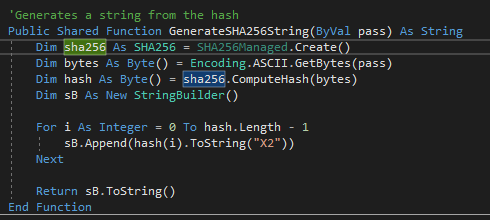 'Generates a string from the hash
Public Shared Function GenerateSHA256String(ByVal pass) As String
Dim sha256 As SHA256 = SHA256Managed.Create()
Dim bytes As Byte() = Encoding.ASCII.GetBytes(pass)
Dim hash As Byte() = sha256.ComputeHash(bytes)
Dim sB As New StringBuilder()
For i As Integer = 0 To hash.Length - 1
sB.Append(hash(i).ToString("X2"))
Next
Return sB.ToString()
End Function